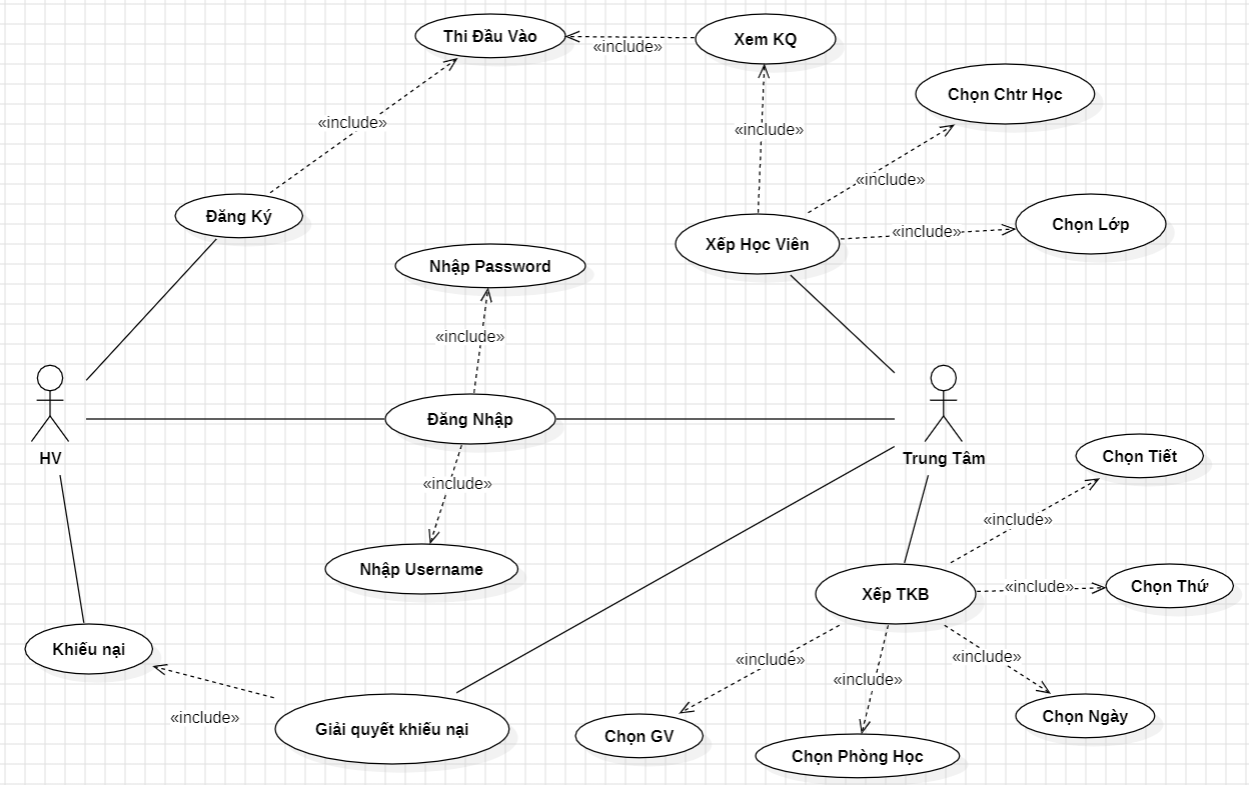 Thi Đầu Vào
«include»
Xem KQ
Chọn Chtr Học
«include»
«include»
«include»
Đăng Ký
Xếp Học Viên
«include»
Chọn Lớp
Nhập Password
«include»
HV
Đăng Nhập
Trung Tâm
Chọn Tiết
«include»
«include»
Nhập Username
Xếp TKB
«include»
Chọn Thứ
Khiếu nại
«include»
«include»
«include»
«include»
Giải quyết khiếu nại
Chọn GV
Chọn Phòng Học
Chọn Ngày